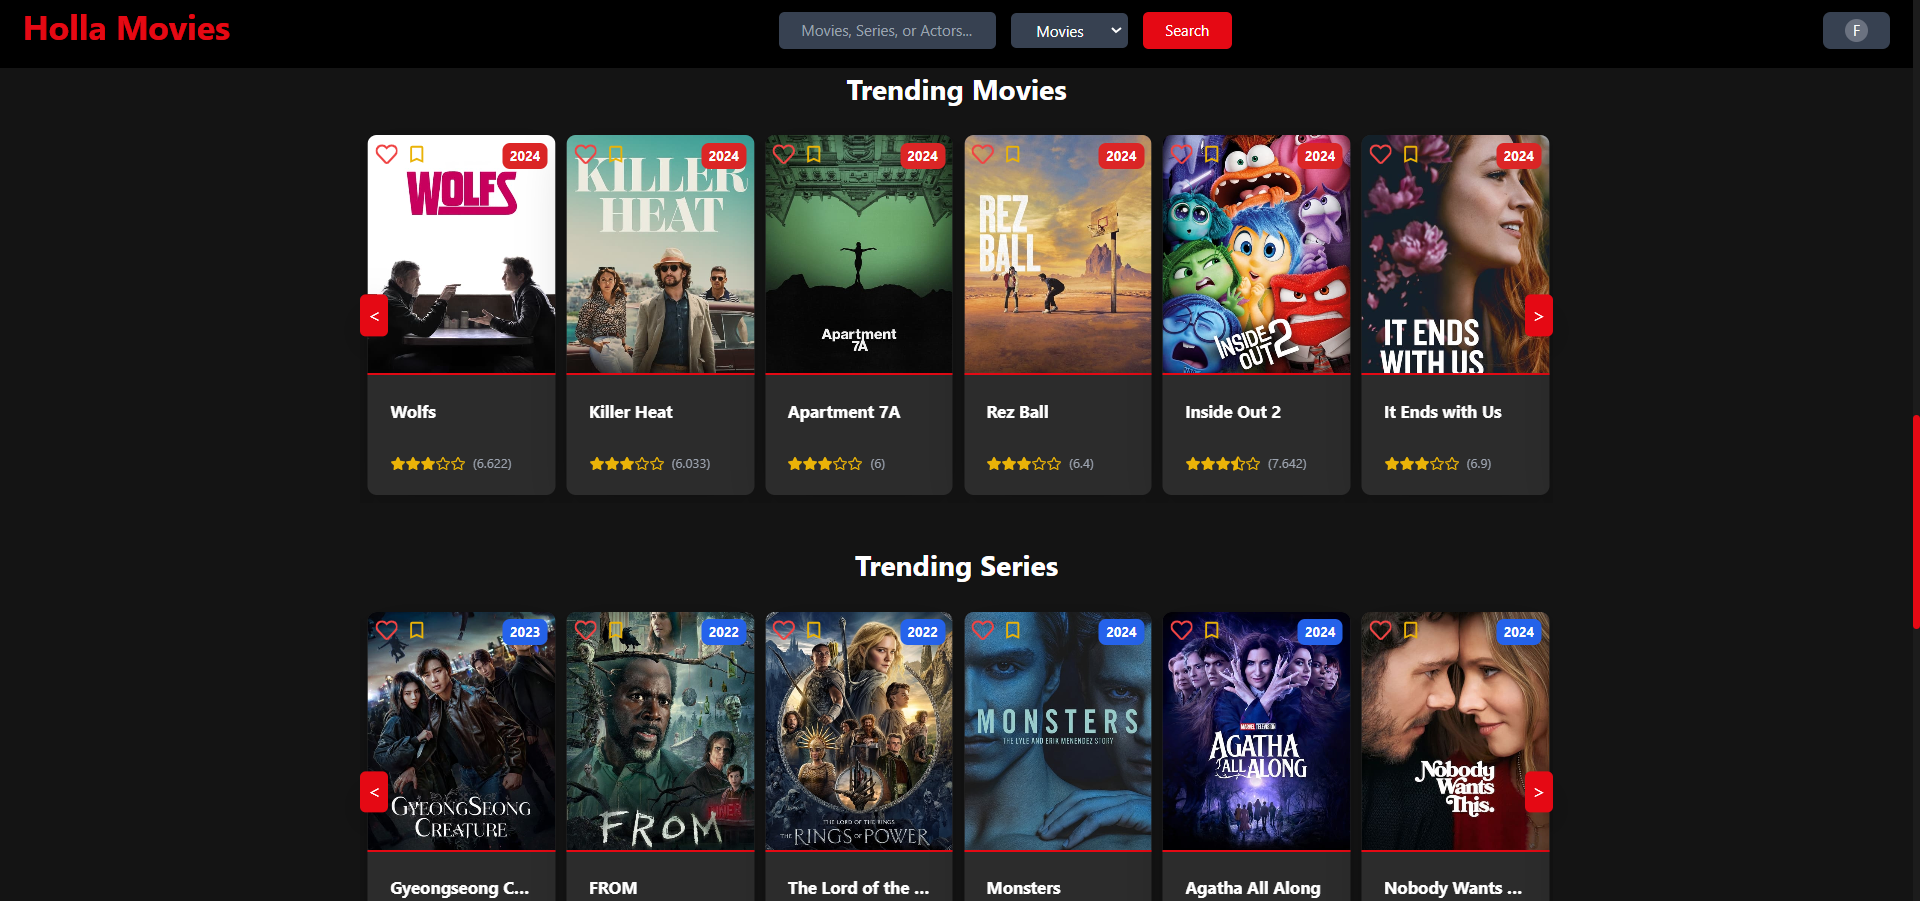 Holla Movies
Movies, Series, or Actors...
Movies
Search
F
Trending Movies
2024
WOLFS
2024
KILLER
HEAT
2024
Apartment
7A
2024
REZ
BALL
2024
INSIDE
OUT 2
2024
IT ENDS
WITH US
<
>
Wolfs
Killer Heat
Apartment 7A
Rez Ball
Inside Out 2
It Ends with Us
(6.622)
(6.033)
(6)
(6.4)
(7.642)
(6.9)
Trending Series
2023
GYEONGSEONG
CREATURE
2022
FROM
2022
THE LORD OF THE RINGS
THE RINGS OF POWER
2024
MONSTERS
THE LYLE AND ERIK MENENDEZ STORY
2024
MARVEL TELEVISION
AGATHA
ALL ALONG
2024
Nobody
Wants
This.
<
>
Gyeongseong C...
FROM
The Lord of the ...
Monsters
Agatha All Along
Nobody Wants ...